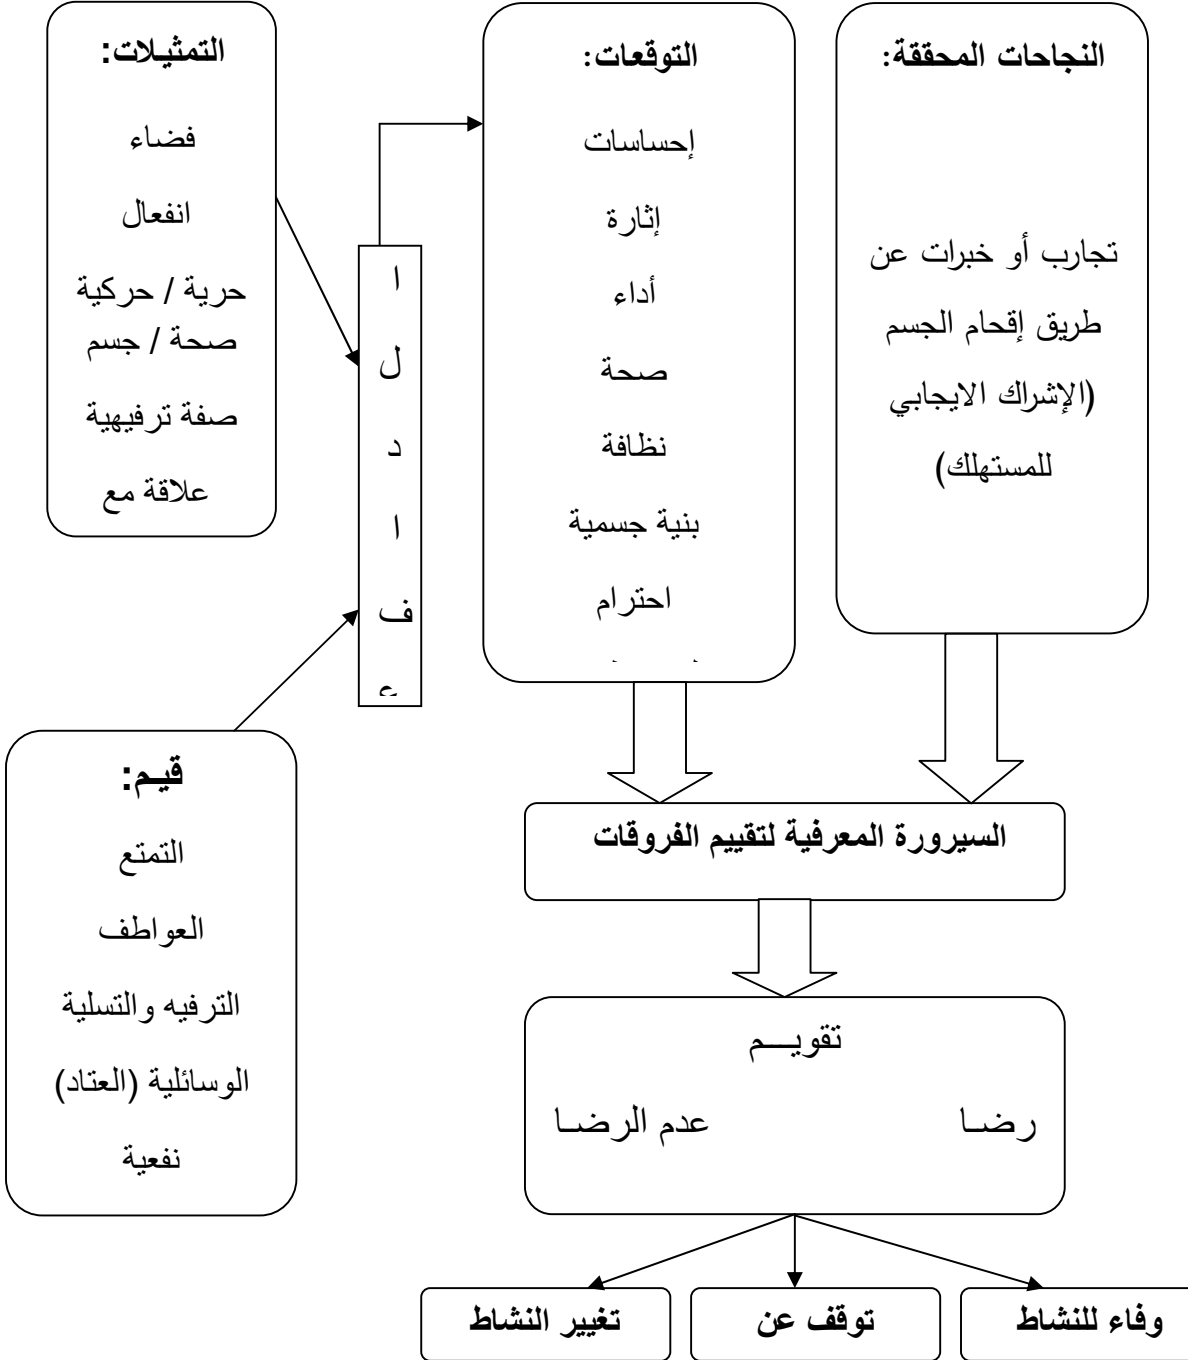 النجاحات المحققة:
تجارب أو خبرات عن
طريق إقحام الجسم
(الإشراك الايجابي
للمستهلك)
التوقعات:
إحساسات
إثارة
أداء
صحة
نظافة
بنية جسمية
احترام
التمثيلات:
فضاء
انفعال
حرية / حركية
صحة / جسم
صفة ترفيهية
علاقة مع
ا
ل
د
ا
ف
ع
قيم:
التمتع
العواطف
الترفيه والتسلية
الوسائلية (العتاد)
نفعية
السيرورة المعرفية لتقييم الفروقات
تقويم
رضا
عدم الرضا
وفاء للنشاط
توقف عن
تغيير النشاط